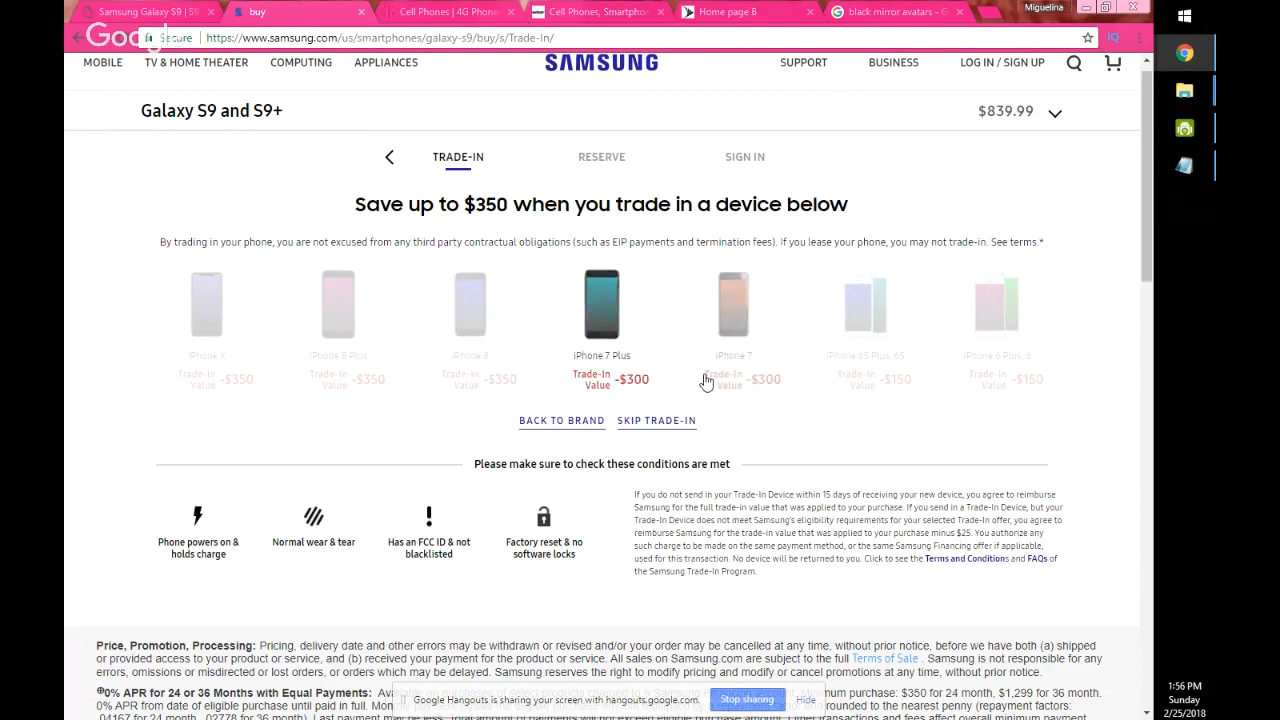 Samsung Galaxy S9 | S9
buy
Cell Phones | 4G Phone
Cell Phones, Smartpho
Home page B
black mirror avatars - G
Miguelina
Secure
https://www.samsung.com/us/smartphones/galaxy-s9/buy/s/Trade-In/
MOBILE TV & HOME THEATER COMPUTING APPLIANCES SAMSUNG SUPPORT BUSINESS LOG IN / SIGN UP
Galaxy S9 and S9+ $839.99
TRADE-IN RESERVE SIGN IN
Save up to $350 when you trade in a device below
By trading in your phone, you are not excused from any third party contractual obligations (such as EIP payments and termination fees). If you lease your phone, you may not trade-in. See terms.*
iPhone X iPhone 8 Plus iPhone 8 iPhone 7 Plus iPhone 7 iPhone 6S Plus, 6S iPhone 6 Plus, 6
Trade-In Value -$350 Trade-In Value -$350 Trade-In Value -$350 Trade-In Value -$300 Trade-In Value -$300 Trade-In Value -$150 Trade-In Value -$150
BACK TO BRAND SKIP TRADE-IN
Please make sure to check these conditions are met
Phone powers on & holds charge
Normal wear & tear
Has an FCC ID & not blacklisted
Factory reset & no software locks
If you do not send in your Trade-In Device within 15 days of receiving your new device, you agree to reimburse
Samsung for the full trade-in value that was applied to your purchase. If you send in a Trade-In Device, but your
Trade-In Device does not meet Samsung's eligibility requirements for your selected Trade-In offer, you agree to
reimburse Samsung for the trade-in value that was applied to your purchase minus $25. You authorize any
such charge to be made on the same payment method, or the same Samsung Financing offer if applicable,
used for this transaction. No device will be returned to you. Click to see the Terms and Conditions and FAQs of
the Samsung Trade-In Program.
Price, Promotion, Processing: Pricing, delivery date and other errors may be withdrawn or revised and/or your order may be cancelled at any time, without prior notice, before we have both (a) shipped
or provided access to your product or service, and (b) received your payment for the product or service. All sales on Samsung.com are subject to the full Terms of Sale . Samsung is not responsible for any
errors, omissions or misdirected or lost orders, or orders which may be delayed. Samsung reserves the right to modify pricing and modify or cancel promotions at any time, without prior notice.
0% APR for 24 or 36 Months with Equal Payments: purchase: $350 for 24 month, $1,299 for 36 month.
0% APR from date of eligible purchase until paid in full. rounded to the nearest penny (repayment factors:
.04167 for 24 month, .02778 for 36 month).
Google Hangouts is sharing your screen with hangouts.google.com. Stop sharing Hide
1:56 PM
Sunday
2/25/2018